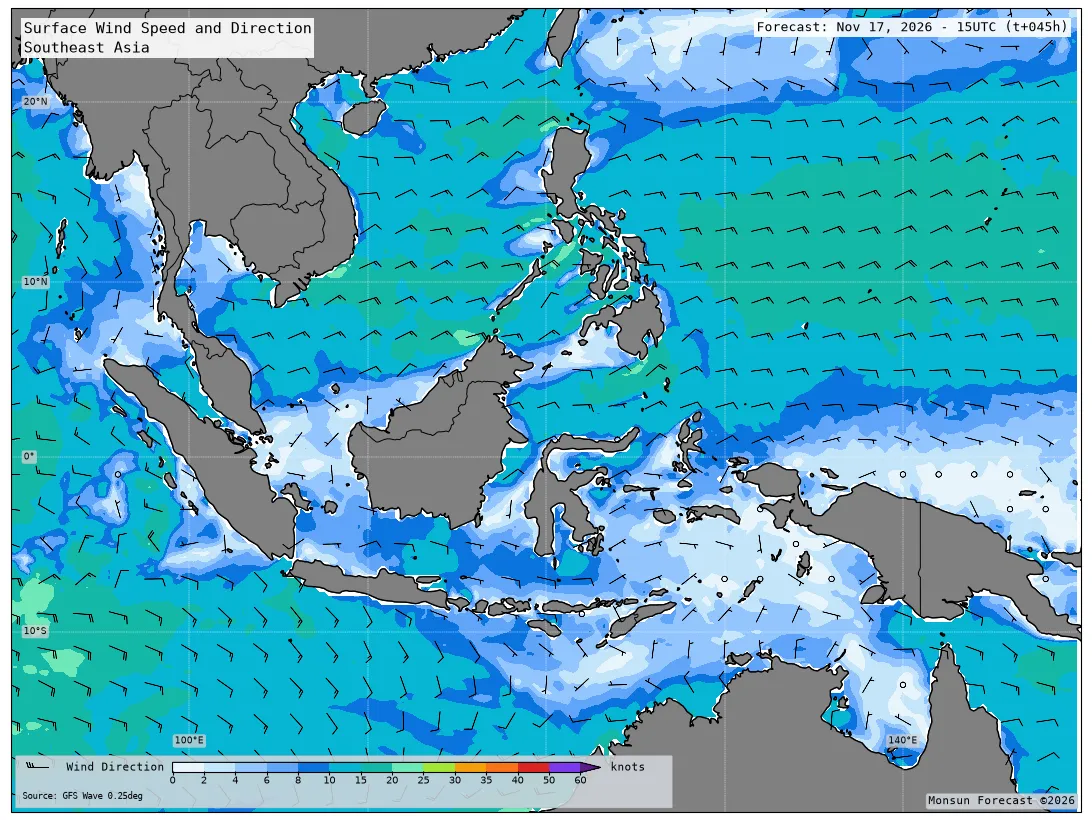 Surface Wind Speed and Direction
Southeast Asia
Forecast: Nov 17, 2026 - 15UTC (t+045h)
20°N
10°N
0°
10°S
100°E
140°E
Wind Direction
0 2 4 6 8 10 15 20 25 30 35 40 50 60
knots
Source: GFS Wave 0.25deg
Monsun Forecast ©2026